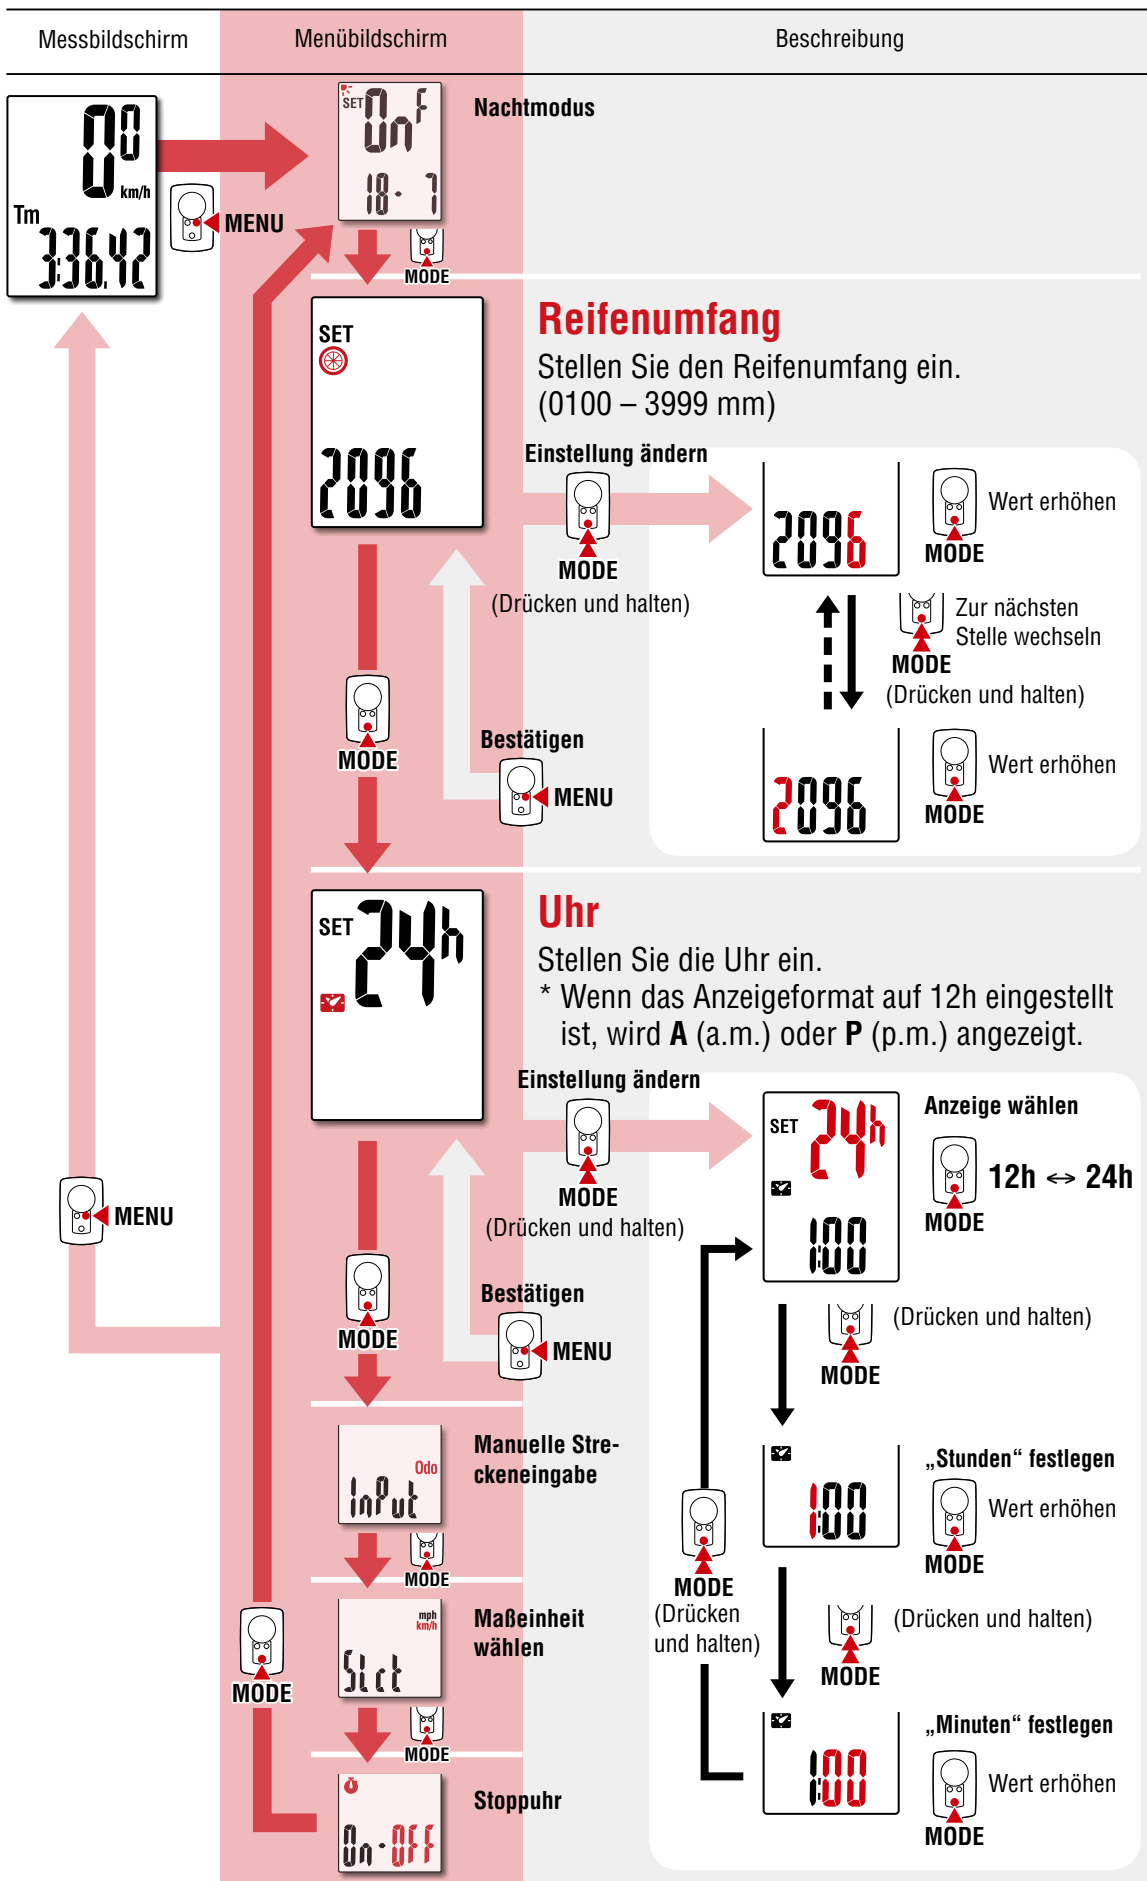 Messbildschirm
Menübildschirm
Beschreibung
00
km/h
Tm
3:36.42
MENU
SET
OnF
18- 7
Nachtmodus
MODE
SET
2096
Reifenumfang
Stellen Sie den Reifenumfang ein.
(0100 – 3999 mm)
Einstellung ändern
MODE
(Drücken und halten)
2096
Wert erhöhen
MODE
Zur nächsten
Stelle wechseln
MODE
(Drücken und halten)
2096
Wert erhöhen
MODE
MODE
Bestätigen
MENU
SET
24h
Uhr
Stellen Sie die Uhr ein.
* Wenn das Anzeigeformat auf 12h eingestellt
ist, wird A (a.m.) oder P (p.m.) angezeigt.
Einstellung ändern
MODE
(Drücken und halten)
SET
24h
1:00
Anzeige wählen
12h ↔ 24h
MODE
(Drücken und halten)
MODE
1:00
„Stunden“ festlegen
Wert erhöhen
MODE
(Drücken und halten)
MODE
1:00
„Minuten“ festlegen
Wert erhöhen
MODE
MODE
(Drücken
und halten)
MODE
Bestätigen
MENU
MENU
Odo
InPut
Manuelle Stre-
ckeneingabe
MODE
mph
km/h
Slct
Maßeinheit
wählen
MODE
On-OFF
Stoppuhr
MODE